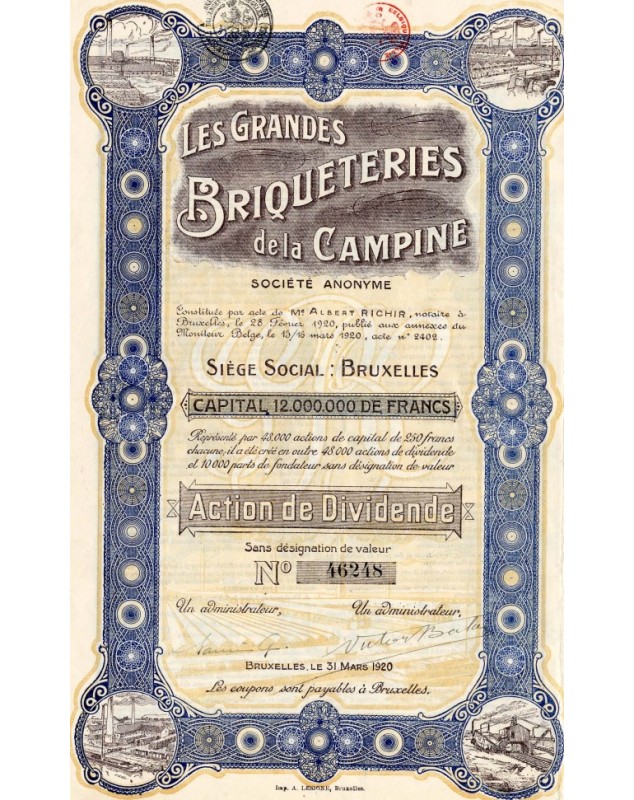 LES GRANDES
BRIQUETERIES
de la CAMPINE
SOCIÉTÉ ANONYME
Constituée par acte de Me ALBERT RICHIR, notaire à
Bruxelles, le 28 Février 1920, publié aux annexes du
Moniteur Belge, le 15/16 mars 1920, acte n° 2402.
SIÈGE SOCIAL : BRUXELLES
CAPITAL 12.000.000 DE FRANCS
Représenté par 48.000 actions de capital de 250 francs
chacune, il a été créé en outre 48.000 actions de dividende
et 10.000 parts de fondateur sans désignation de valeur
Action de Dividende
Sans désignation de valeur
No 46248
Un administrateur, Un administrateur.
BRUXELLES, LE 31 MARS 1920
Les coupons sont payables à Bruxelles.
Imp. A. LESIGNE, Bruxelles.